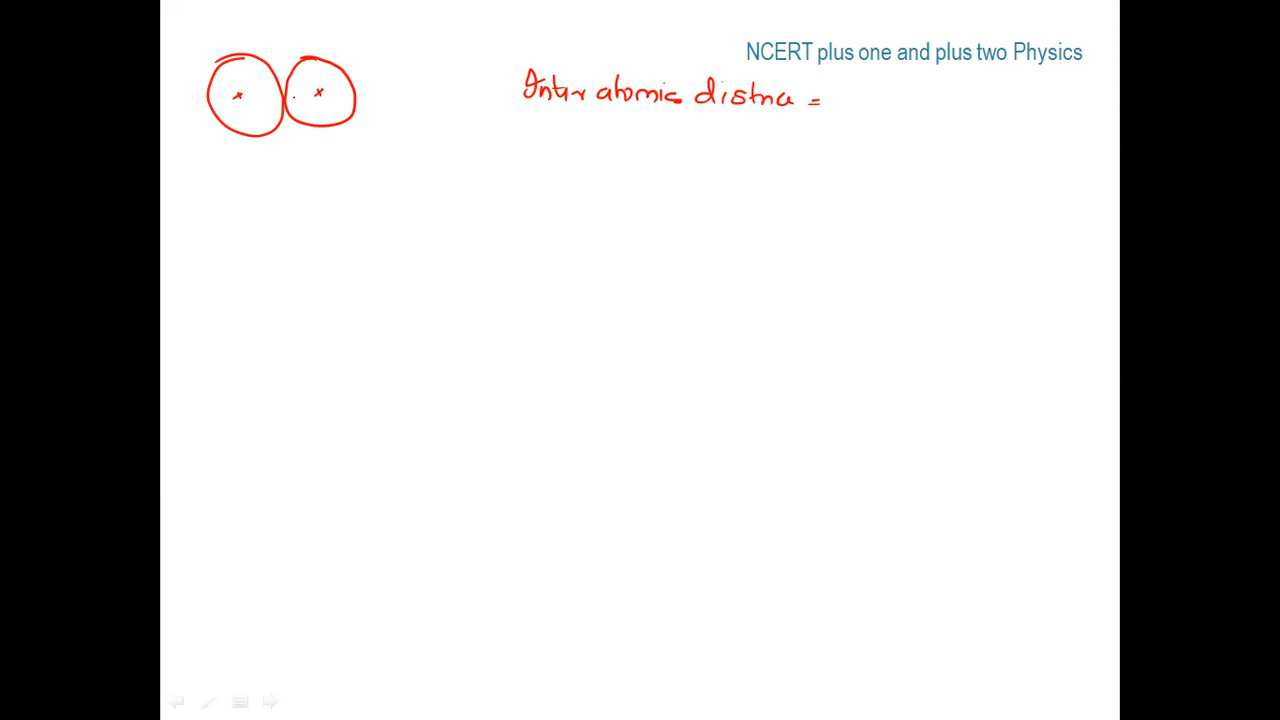 NCERT plus one and plus two Physics
Inter atomic distna =